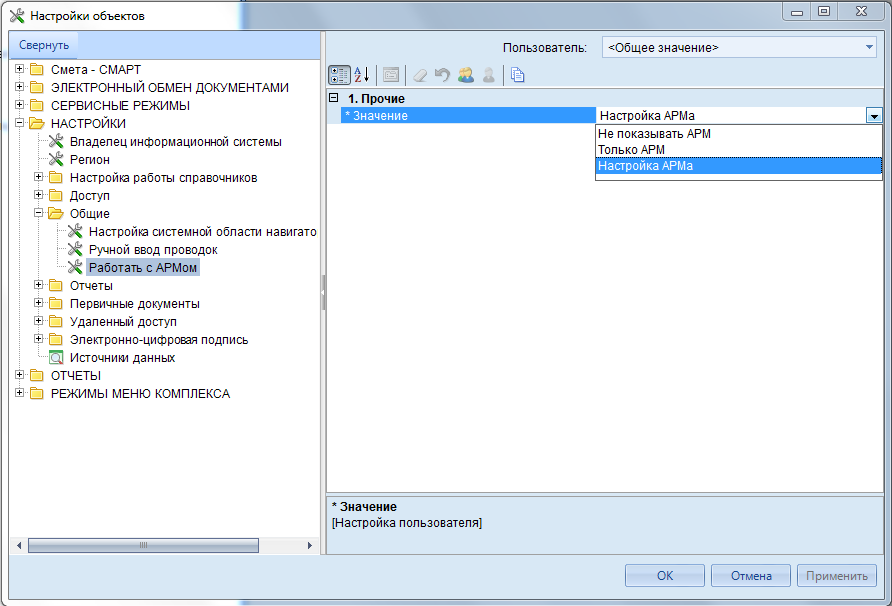 Настройки объектов
Свернуть
Смета - СМАРТ
ЭЛЕКТРОННЫЙ ОБМЕН ДОКУМЕНТАМИ
СЕРВИСНЫЕ РЕЖИМЫ
НАСТРОЙКИ
Владелец информационной системы
Регион
Настройка работы справочников
Доступ
Общие
Настройка системной области навигато
Ручной ввод проводок
Работать с АРМом
Отчеты
Первичные документы
Удаленный доступ
Электронно-цифровая подпись
Источники данных
ОТЧЕТЫ
РЕЖИМЫ МЕНЮ КОМПЛЕКСА
Пользователь: <Общее значение>
1. Прочие
* Значение Настройка АРМа
Не показывать АРМ
Только АРМ
Настройка АРМа
* Значение
[Настройка пользователя]
ОК Отмена Применить